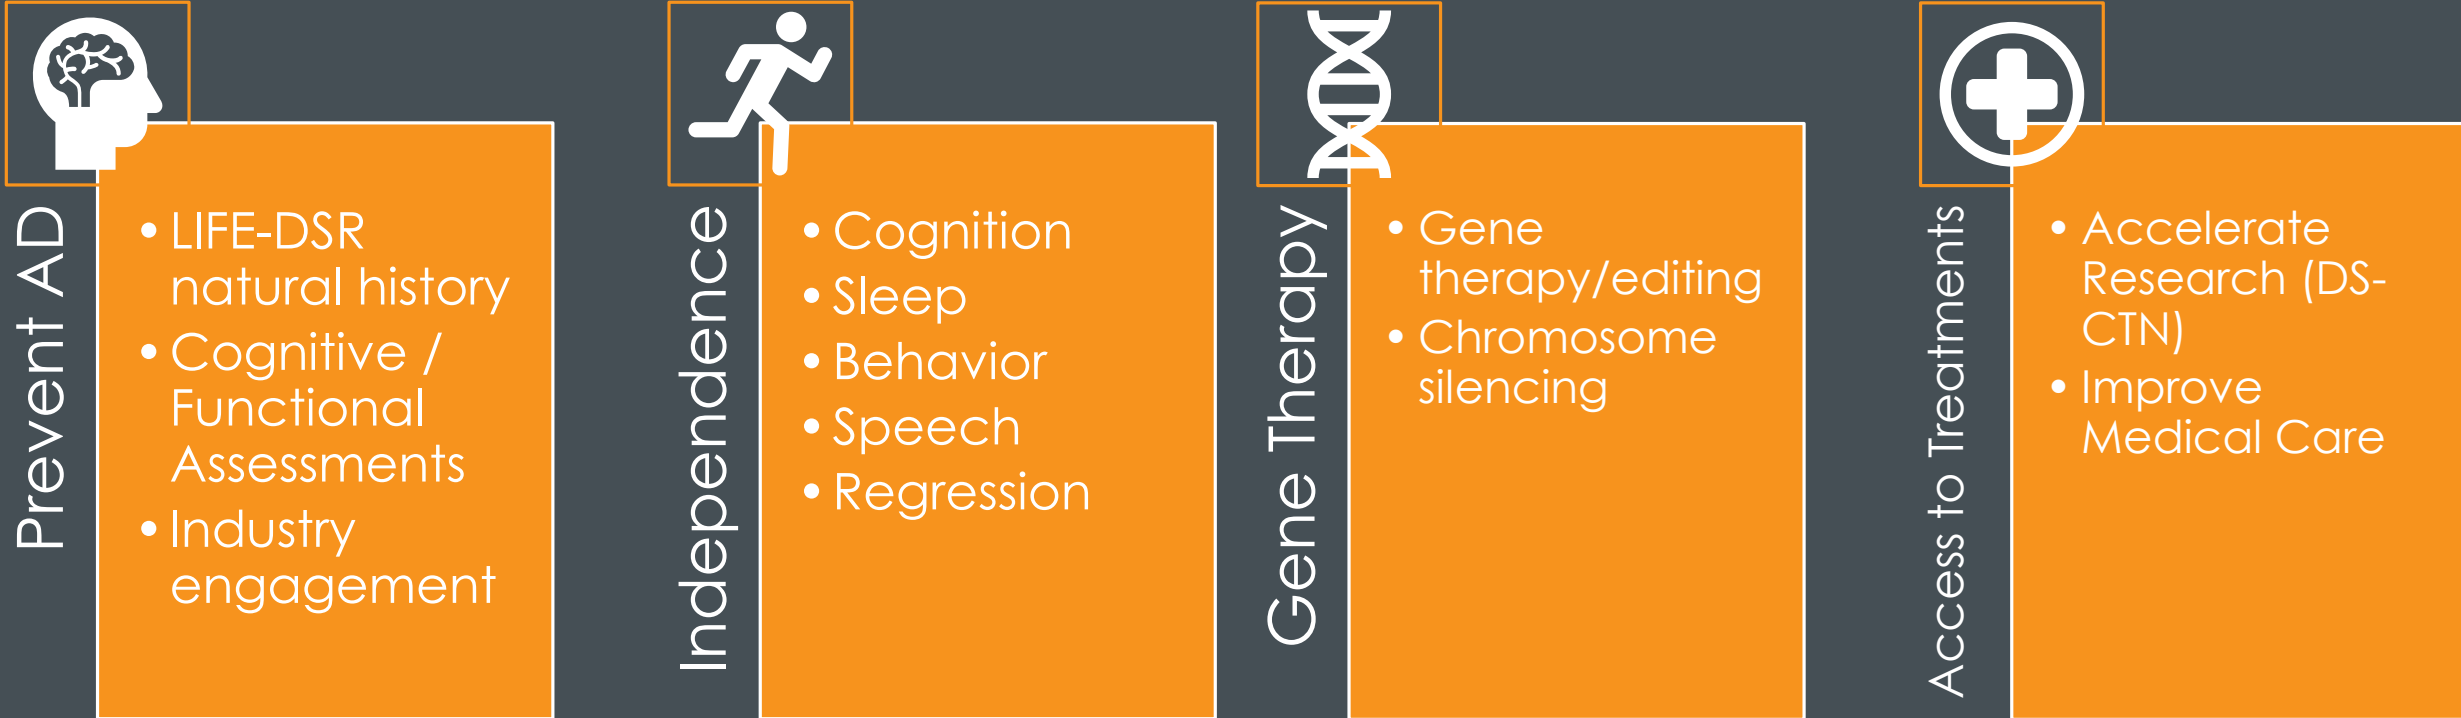 Prevent AD
• LIFE-DSR
natural history
• Cognitive /
Functional
Assessments
• Industry
engagement
Independence
• Cognition
• Sleep
• Behavior
• Speech
• Regression
Gene Therapy
• Gene
therapy/editing
• Chromosome
silencing
Access to Treatments
• Accelerate
Research (DS-
CTN)
• Improve
Medical Care